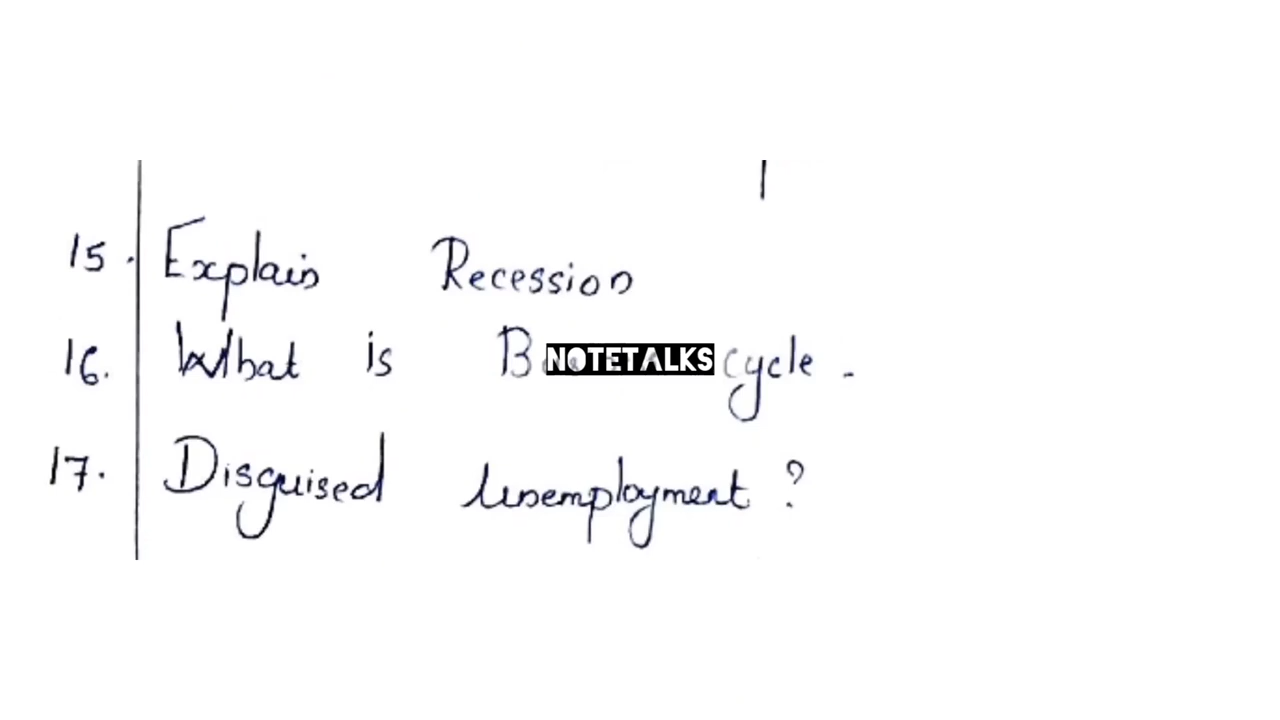 15. Explain Recession
16. What is NOTETALKS cycle.
17. Disguised Unemployment?